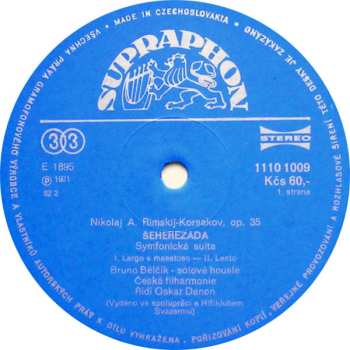 • MADE IN CZECHOSLOVAKIA •
VŠECHNA PRÁVA GRAMOFONOVÉHO VÝROBCE A VLASTNÍKŮ AUTORSKÝCH PRÁV K DÍLU VYHRAZENA. POŘIZOVÁNÍ KOPIÍ, VEŘEJNÉ PROVOZOVÁNÍ A ROZHLASOVÉ ŠÍŘENÍ TÉTO DESKY JE ZAKÁZÁNO
SUPRAPHON
33
STEREO
E 1895
1110 1009
Ⓟ 1971
Kčs 60,-
82 2
1. strana
Nikolaj A. Rimskij-Korsakov, op. 35
ŠEHEREZÁDA
Symfonická suita
I. Largo e maestoso — II. Lento
Bruno Bělčík - sólové housle
Česká filharmonie
Řídí Oskar Danon
(Vydáno ve spolupráci s Hifiklubem
Svazarmu)